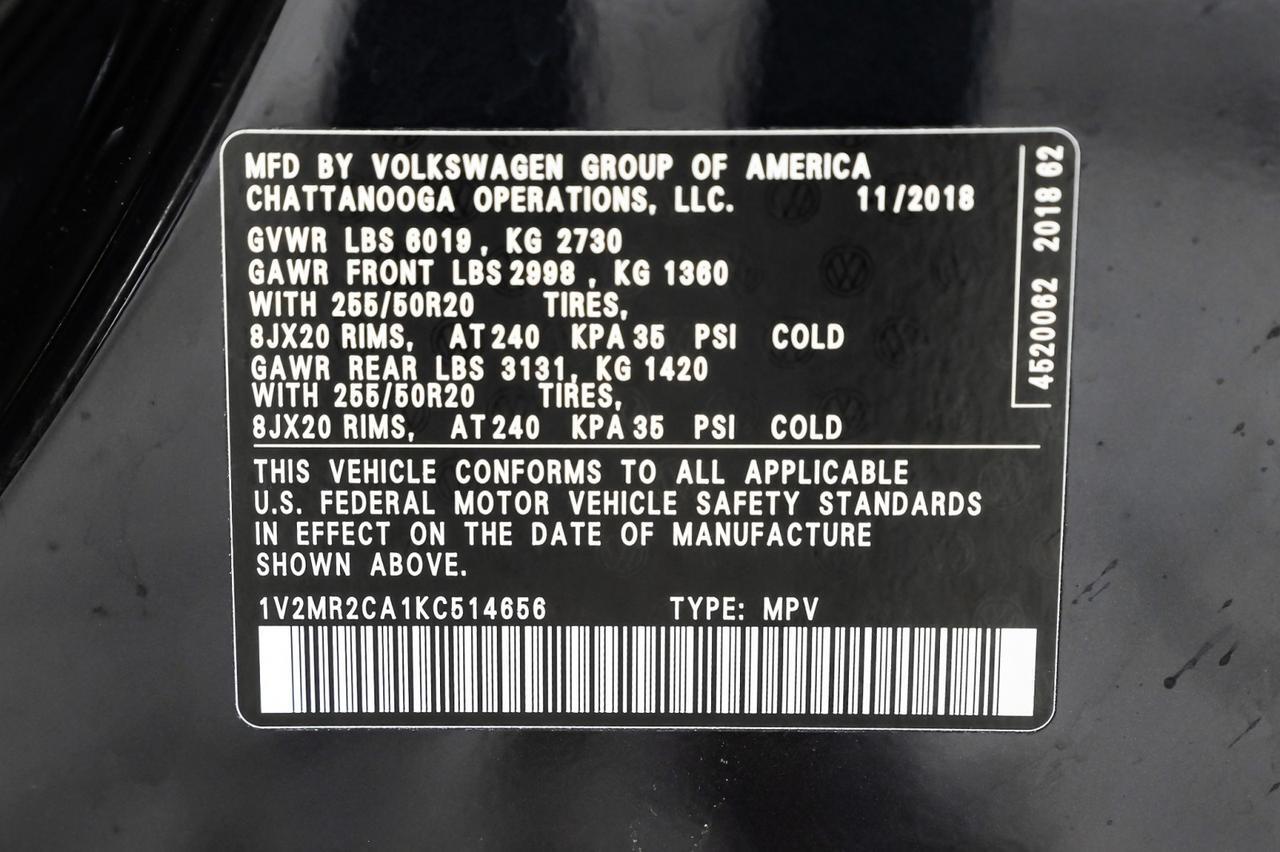 MFD BY VOLKSWAGEN GROUP OF AMERICA
CHATTANOOGA OPERATIONS, LLC. 11/2018
GVWR LBS 6019, KG 2730
GAWR FRONT LBS 2998, KG 1360
WITH 255/50R20 TIRES,
8JX20 RIMS, AT 240 KPA 35 PSI COLD
GAWR REAR LBS 3131, KG 1420
WITH 255/50R20 TIRES,
8JX20 RIMS, AT 240 KPA 35 PSI COLD
THIS VEHICLE CONFORMS TO ALL APPLICABLE
U.S. FEDERAL MOTOR VEHICLE SAFETY STANDARDS
IN EFFECT ON THE DATE OF MANUFACTURE
SHOWN ABOVE.
1V2MR2CA1KC514656 TYPE: MPV
4520062 2018 62